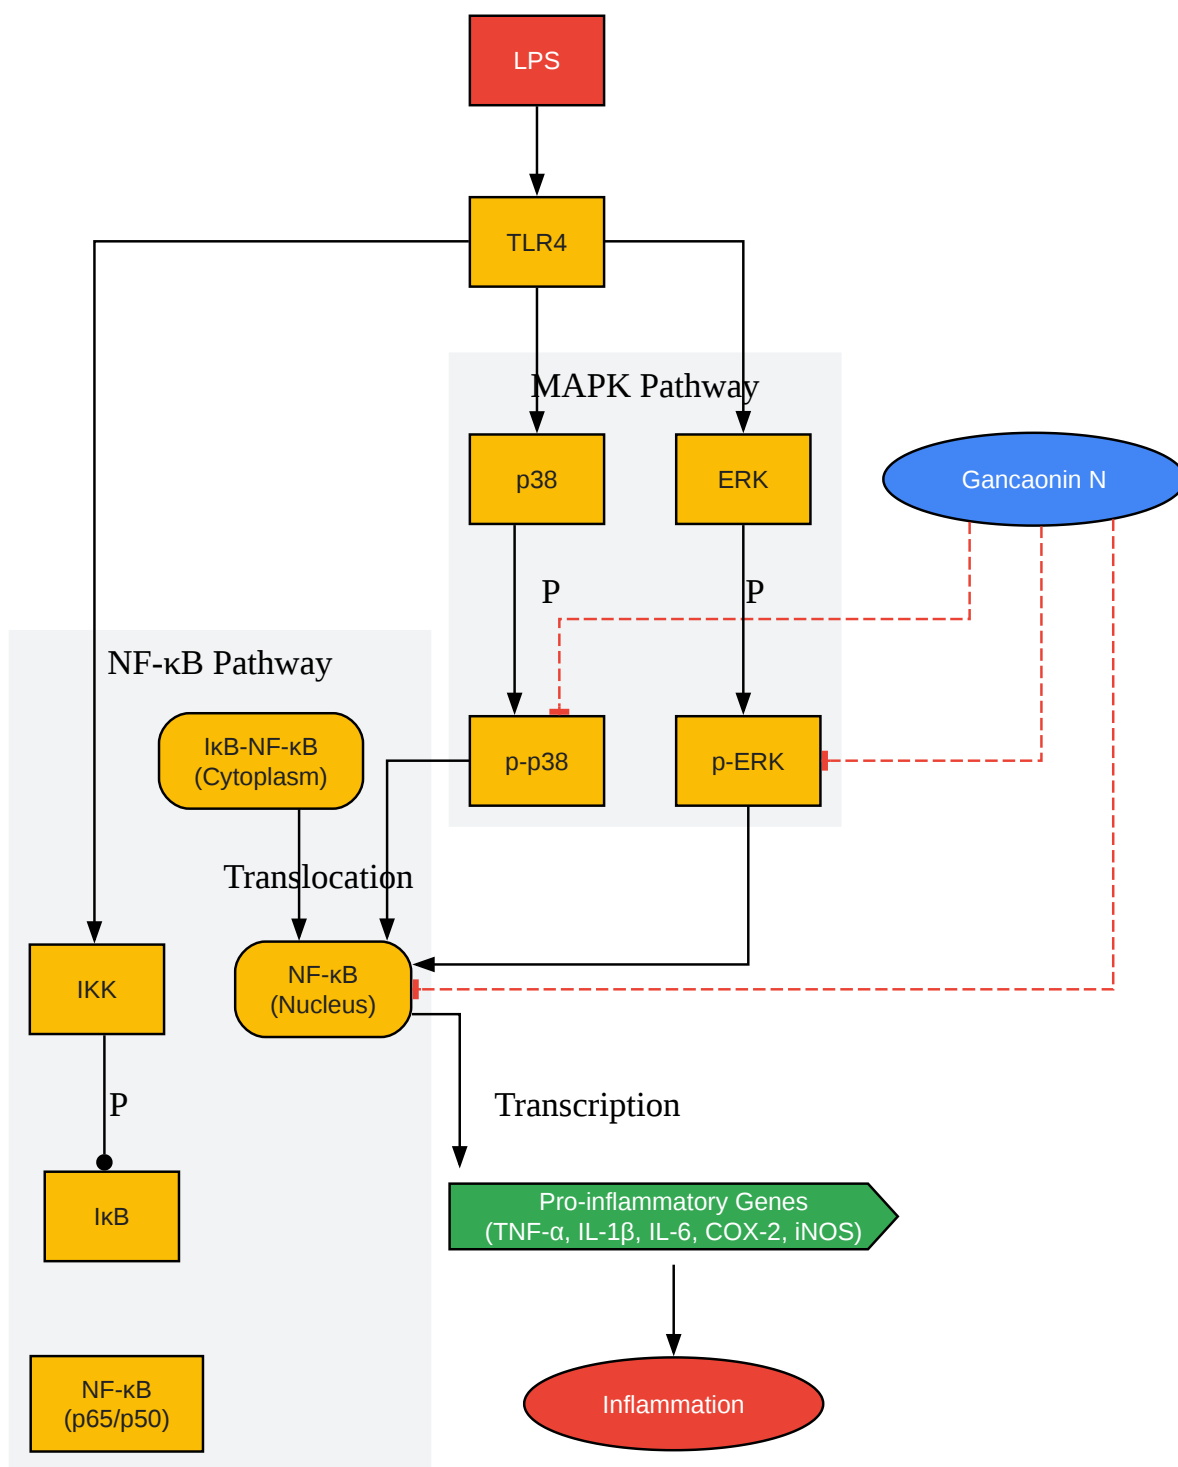 LPS
TLR4
MAPK Pathway
p38
ERK
Gancaonin N
P
P
NF-κB Pathway
IκB-NF-κB
(Cytoplasm)
p-p38
p-ERK
Translocation
IKK
NF-κB
(Nucleus)
P
Transcription
IκB
Pro-inflammatory Genes
(TNF-α, IL-1β, IL-6, COX-2, iNOS)
NF-κB
(p65/p50)
Inflammation